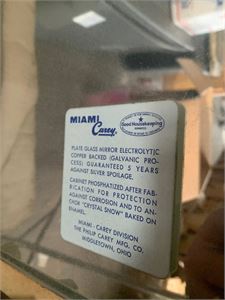 MIAMI
Carey
Good Housekeeping
PLATE GLASS MIRROR ELECTROLYTIC
COPPER BACKED (GALVANIC PRO-
CESS) GUARANTEED 5 YEARS
AGAINST SILVER SPOILAGE.
CABINET PHOSPHATIZED AFTER FAB-
RICATION FOR PROTECTION
AGAINST CORROSION AND TO AN-
CHOR "CRYSTAL SNOW" BAKED ON
ENAMEL.
MIAMI - CAREY DIVISION
THE PHILIP CAREY MFG. CO.
MIDDLETOWN, OHIO